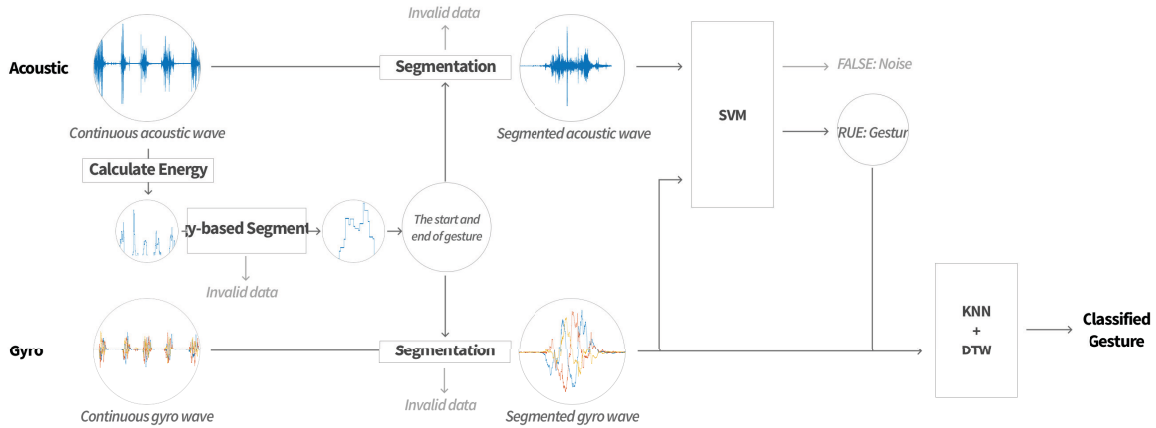 Invalid data
Acoustic
Segmentation
FALSE: Noise
SVM
Continuous acoustic wave
Segmented acoustic wave
RUE: Gestur
Calculate Energy
y-based Segment
The start and
end of gesture
Invalid data
KNN
+
DTW
Classified
Gesture
Gyro
Segmentation
Invalid data
Continuous gyro wave
Segmented gyro wave